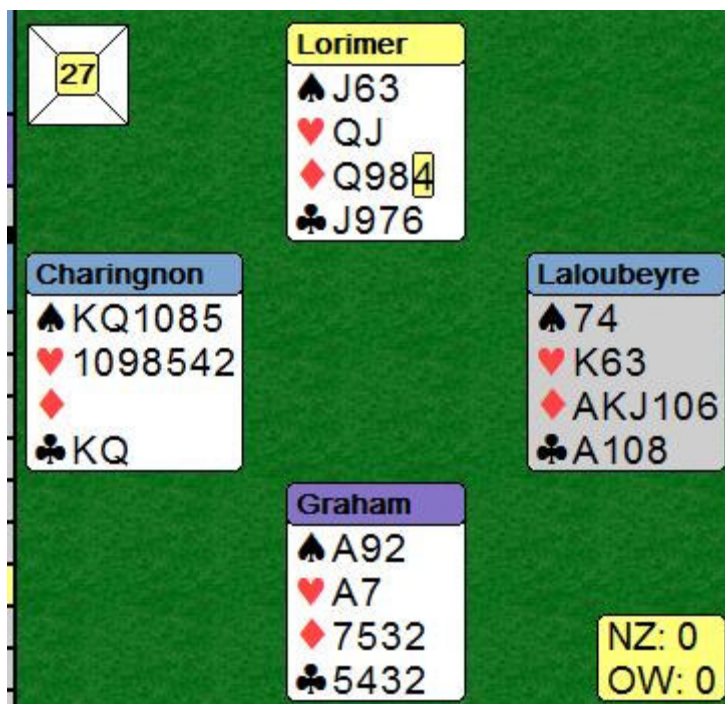 27
Lorimer
♠J63
♥QJ
♦Q984
♣J976
Charingnon
♠KQ1085
♥1098542
♦
♣KQ
Laloubeyre
♠74
♥K63
♦AKJ106
♣A108
Graham
♠A92
♥A7
♦7532
♣5432
NZ: 0
OW: 0